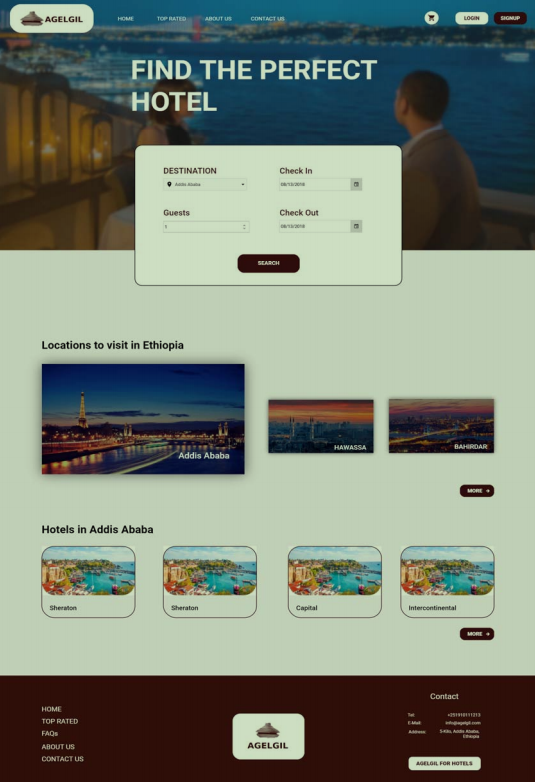 AGELGIL
HOME
TOP RATED
ABOUT US
CONTACT US
LOGIN
SIGNUP
FIND THE PERFECT
HOTEL
DESTINATION
Addis Ababa
Check In
08/13/2018
Guests
1
Check Out
08/13/2018
SEARCH
Locations to visit in Ethiopia
Addis Ababa
HAWASSA
BAHIRDAR
MORE
Hotels in Addis Ababa
Sheraton
Sheraton
Capital
Intercontinental
MORE
HOME
TOP RATED
FAQs
ABOUT US
CONTACT US
AGELGIL
Contact
Tel: +251910111213
E-Mail: info@agelgil.com
Address: 5-Kilo, Addis Ababa,
Ethiopia
AGELGIL FOR HOTELS